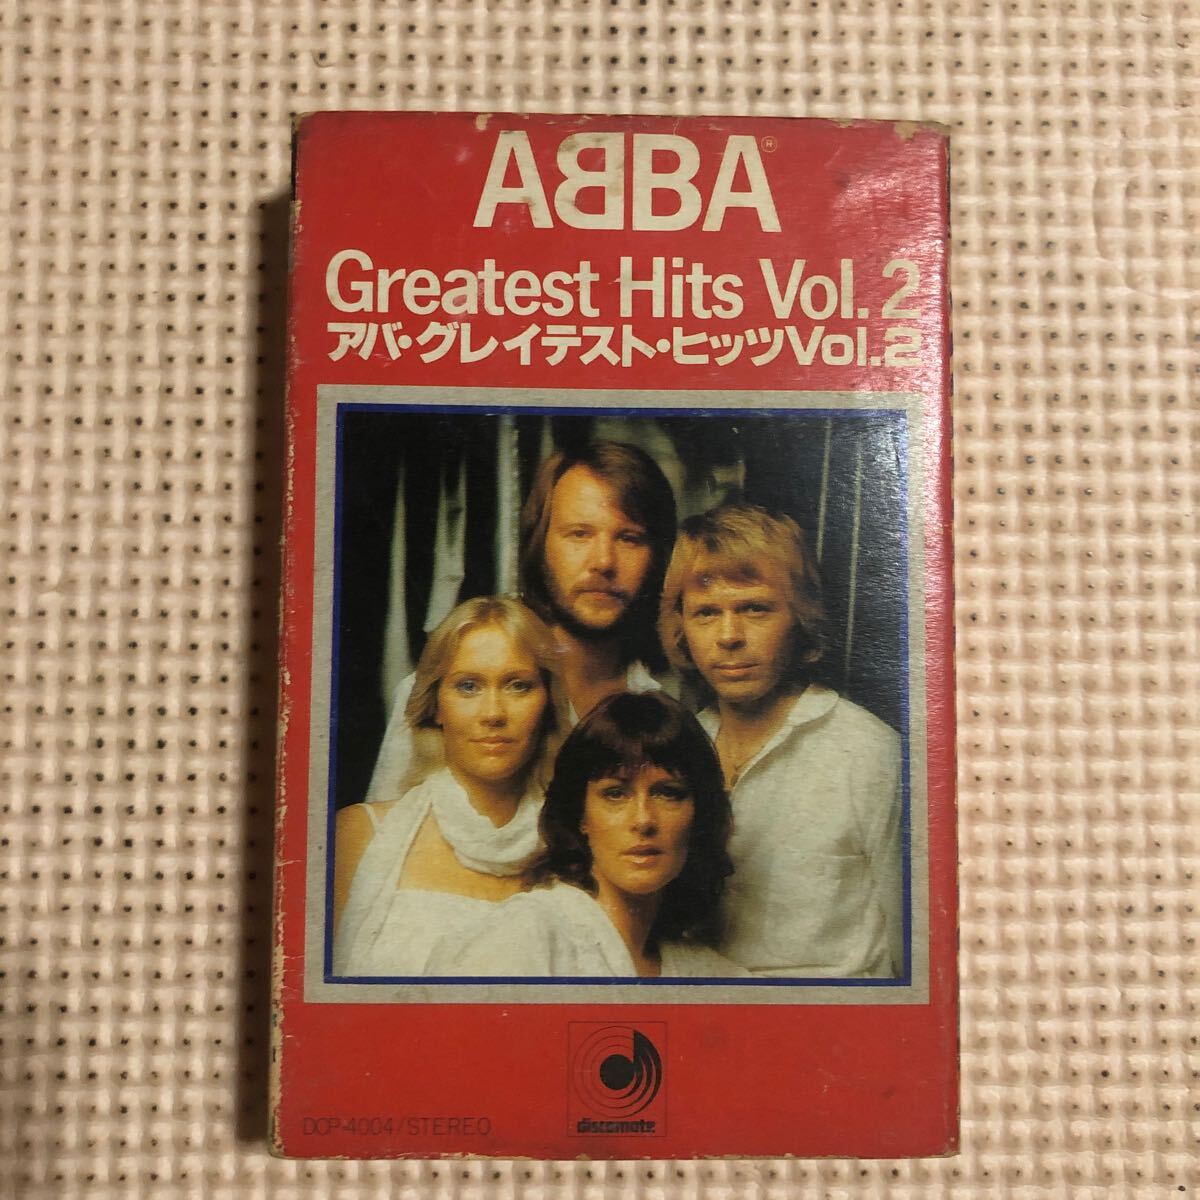 ABBA®
Greatest Hits Vol. 2
アバ・グレイテスト・ヒッツVol.2
DCP-4004/STEREO
discomate